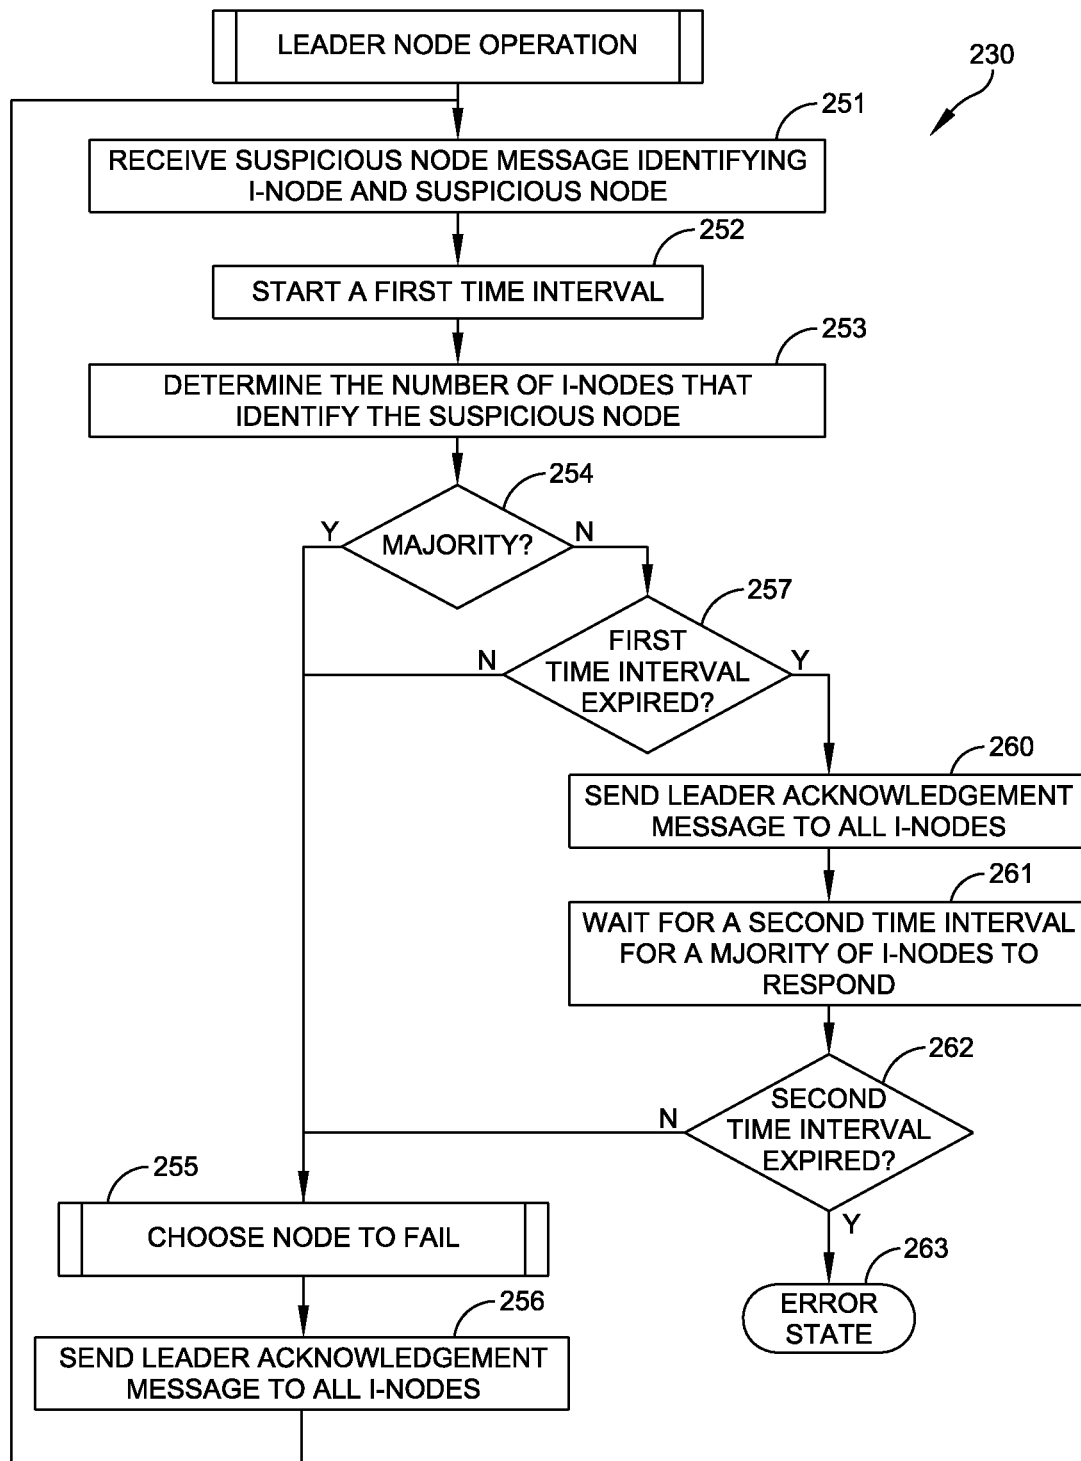 LEADER NODE OPERATION
230
251
RECEIVE SUSPICIOUS NODE MESSAGE IDENTIFYING
I-NODE AND SUSPICIOUS NODE
252
START A FIRST TIME INTERVAL
253
DETERMINE THE NUMBER OF I-NODES THAT
IDENTIFY THE SUSPICIOUS NODE
254
Y
MAJORITY?
N
257
FIRST
TIME INTERVAL
EXPIRED?
N
Y
260
SEND LEADER ACKNOWLEDGEMENT
MESSAGE TO ALL I-NODES
261
WAIT FOR A SECOND TIME INTERVAL
FOR A MJORITY OF I-NODES TO
RESPOND
262
SECOND
TIME INTERVAL
EXPIRED?
N
Y
255
CHOOSE NODE TO FAIL
263
ERROR
STATE
256
SEND LEADER ACKNOWLEDGEMENT
MESSAGE TO ALL I-NODES